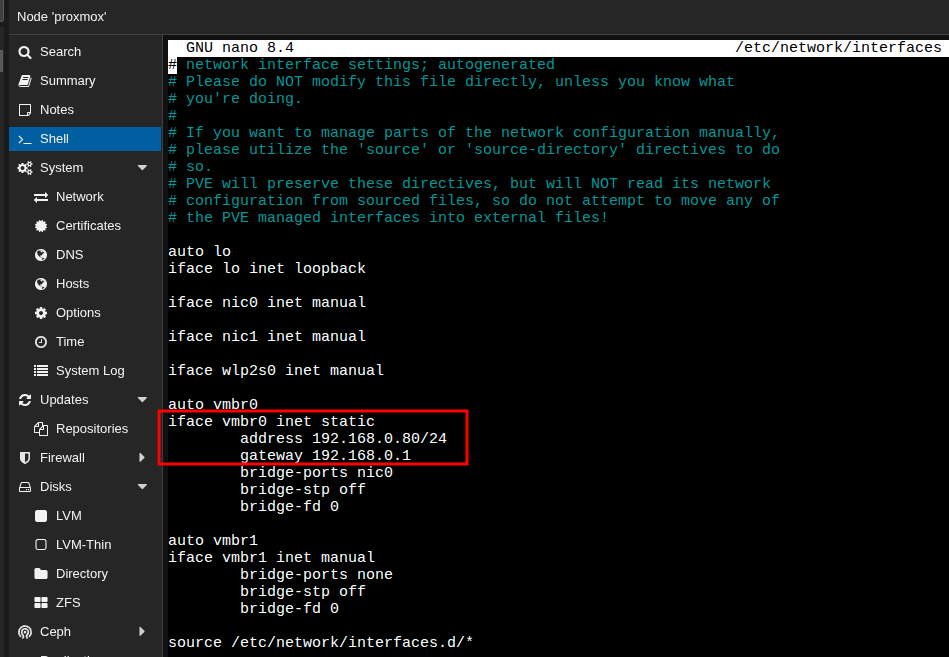 Node 'proxmox'
Search
Summary
Notes
Shell
System
Network
Certificates
DNS
Hosts
Options
Time
System Log
Updates
Repositories
Firewall
Disks
LVM
LVM-Thin
Directory
ZFS
Ceph
GNU nano 8.4 /etc/network/interfaces
# network interface settings; autogenerated
# Please do NOT modify this file directly, unless you know what
# you're doing.
#
# If you want to manage parts of the network configuration manually,
# please utilize the 'source' or 'source-directory' directives to do
# so.
# PVE will preserve these directives, but will NOT read its network
# configuration from sourced files, so do not attempt to move any of
# the PVE managed interfaces into external files!
auto lo
iface lo inet loopback
iface nic0 inet manual
iface nic1 inet manual
iface wlp2s0 inet manual
auto vmbr0
iface vmbr0 inet static
address 192.168.0.80/24
gateway 192.168.0.1
bridge-ports nic0
bridge-stp off
bridge-fd 0
auto vmbr1
iface vmbr1 inet manual
bridge-ports none
bridge-stp off
bridge-fd 0
source /etc/network/interfaces.d/*